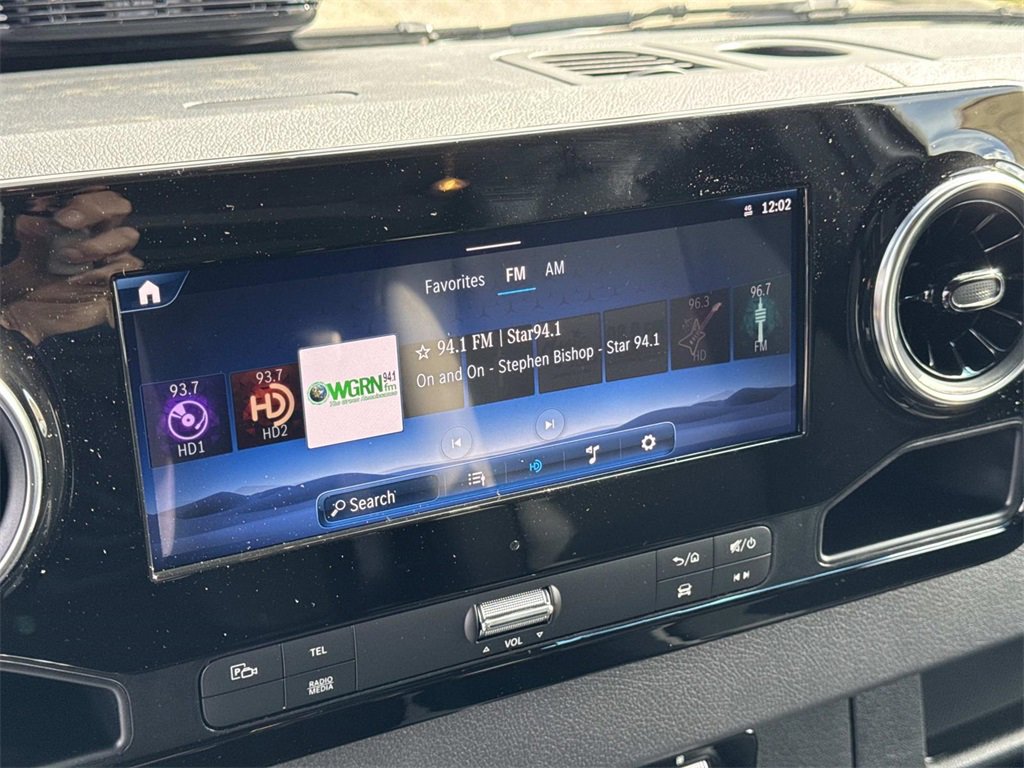 4G
12:02
Favorites FM AM
93.7
HD1
93.7
HD
HD2
WGRN 94.1 fm
94.1 FM | Star94.1
On and On - Stephen Bishop - Star 94.1
96.3
HD
96.7
FM
Search
HD
TEL
RADIO
MEDIA
P
VOL